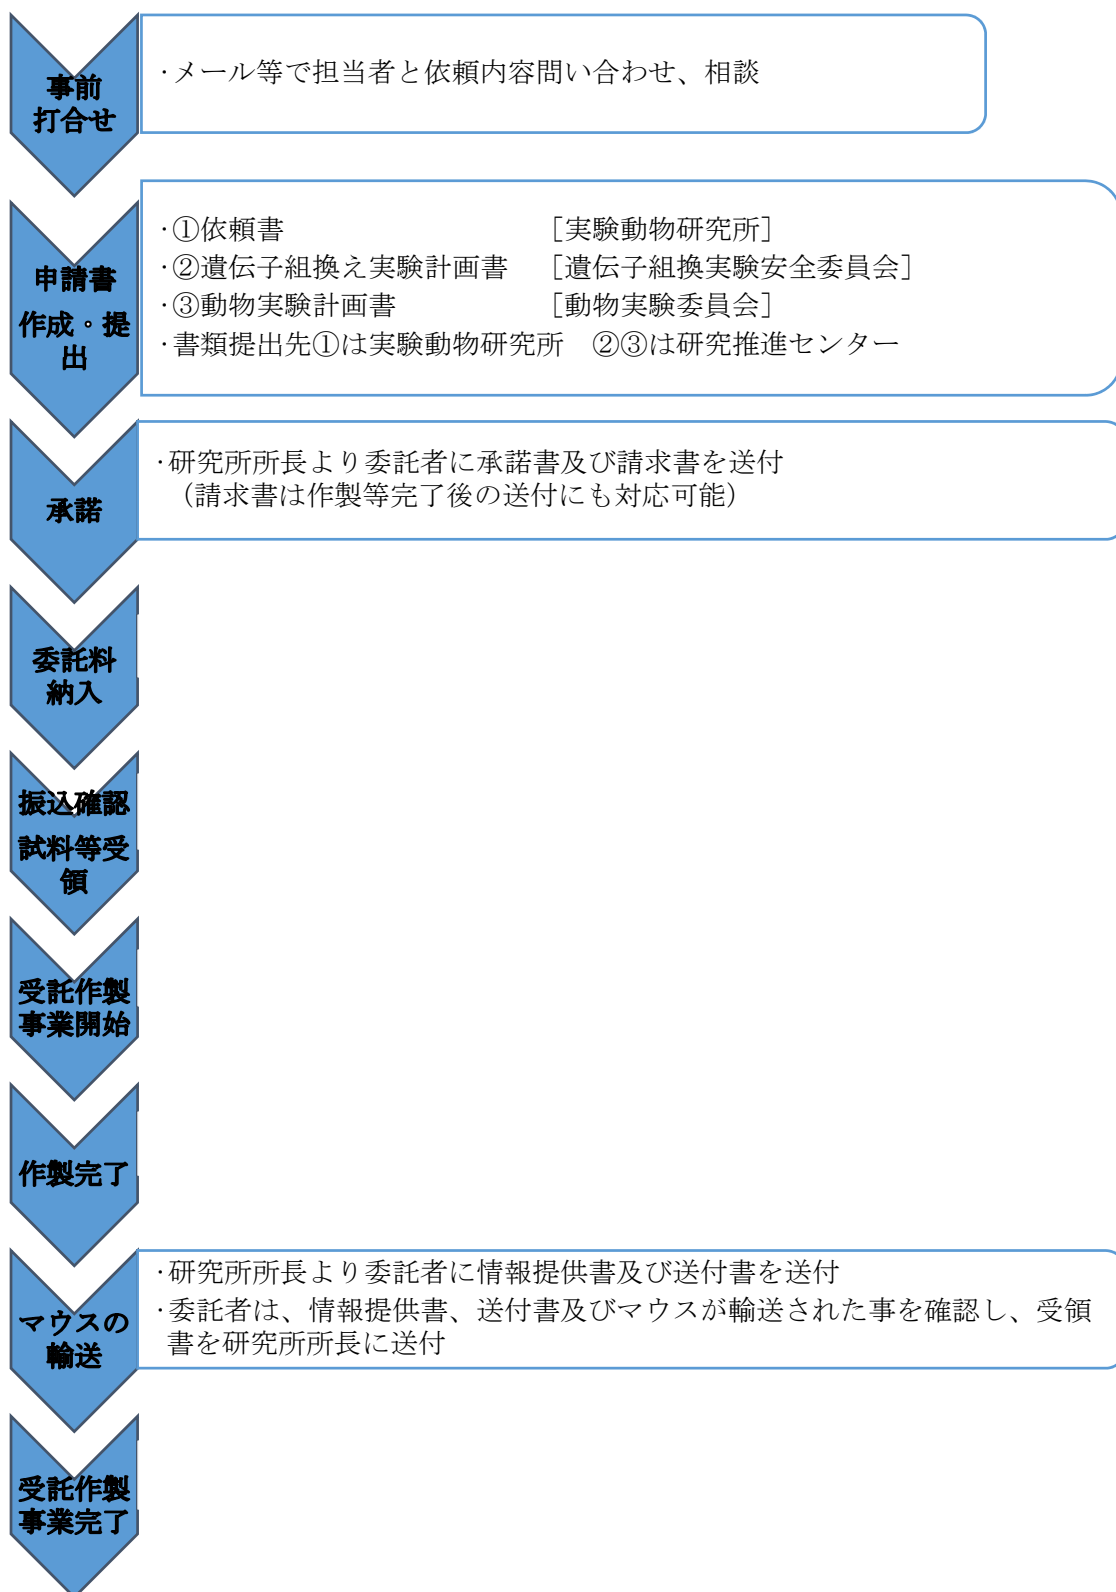 事前
打合せ
·メール等で担当者と依頼内容問い合わせ、相談
申請書
作成・提
出
·①依頼書 [実験動物研究所]
·②遺伝子組換え実験計画書 [遺伝子組換実験安全委員会]
·③動物実験計画書 [動物実験委員会]
·書類提出先①は実験動物研究所 ②③は研究推進センター
承諾
·研究所所長より委託者に承諾書及び請求書を送付
（請求書は作製等完了後の送付にも対応可能）
委託料
納入
振込確認
試料等受
領
受託作製
事業開始
作製完了
マウスの
輸送
·研究所所長より委託者に情報提供書及び送付書を送付
·委託者は、情報提供書、送付書及びマウスが輸送された事を確認し、受領
書を研究所所長に送付
受託作製
事業完了